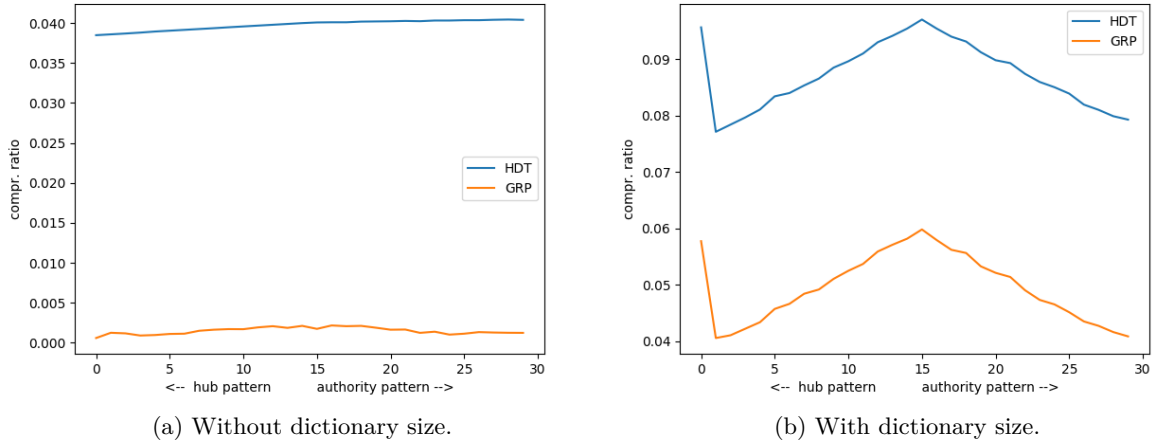 0.040
0.035
0.030
0.025
0.020
0.015
0.010
0.005
0.000
compr. ratio
HDT
GRP
0 5 10 15 20 25 30
<-- hub pattern authority pattern -->
(a) Without dictionary size.
0.09
0.08
0.07
0.06
0.05
0.04
compr. ratio
HDT
GRP
0 5 10 15 20 25 30
<-- hub pattern authority pattern -->
(b) With dictionary size.